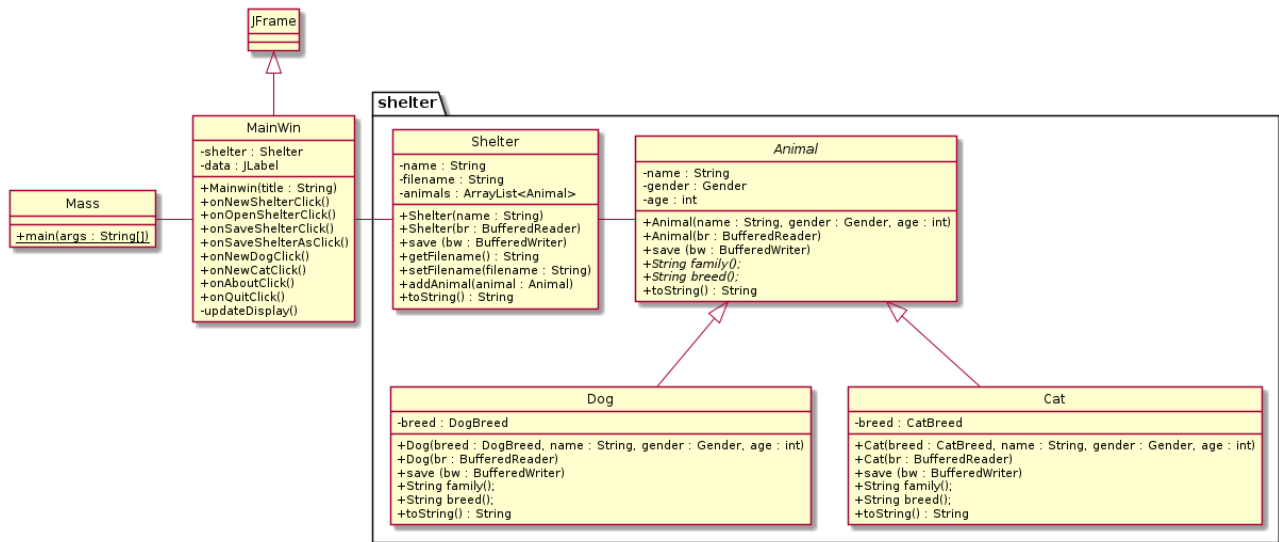 JFrame
shelter
MainWin
-shelter : Shelter
-data : JLabel
+Mainwin(title : String)
+onNewShelterClick()
+onOpenShelterClick()
+onSaveShelterClick()
+onSaveShelterAsClick()
+onNewDogClick()
+onNewCatClick()
+onAboutClick()
+onQuitClick()
-updateDisplay()
Mass
+main(args : String[])
Shelter
-name : String
-filename : String
-animals : ArrayList<Animal>
+Shelter(name : String)
+Shelter(br : BufferedReader)
+save (bw : BufferedWriter)
+getFilename() : String
+setFilename(filename : String)
+addAnimal(animal : Animal)
+toString() : String
Animal
-name : String
-gender : Gender
-age : int
+Animal(name : String, gender : Gender, age : int)
+Animal(br : BufferedReader)
+save (bw : BufferedWriter)
+String family();
+String breed();
+toString() : String
Dog
-breed : DogBreed
+Dog(breed : DogBreed, name : String, gender : Gender, age : int)
+Dog(br : BufferedReader)
+save (bw : BufferedWriter)
+String family();
+String breed();
+toString() : String
Cat
-breed : CatBreed
+Cat(breed : CatBreed, name : String, gender : Gender, age : int)
+Cat(br : BufferedReader)
+save (bw : BufferedWriter)
+String family();
+String breed();
+toString() : String